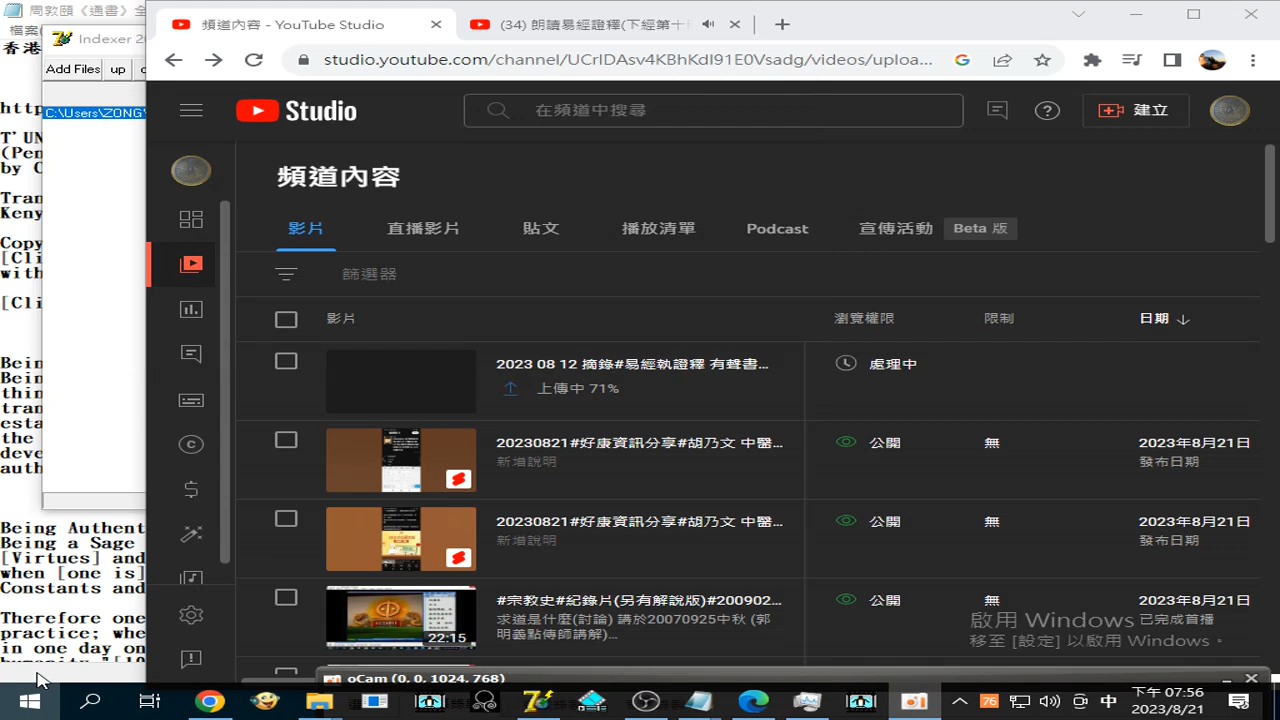 周敦頤《通書》全
檔案(
香港
http
T'UN
(Pen
by C
Tran
Keny
Copy
[Cli
with
[Cli
Being
Being
thin
tran
esta
the
deve
auth
Being Authent
Being a Sage
[Virtues] and
when [one is]
Constants and
Therefore one
practice; whe
in one day on
Indexer 2
Add Files up
C:\Users\ZONG
頻道內容 - YouTube Studio
(34) 朗讀易經證釋(下經第十
studio.youtube.com/channel/UCrIDAsv4KBhKdI91E0Vsadg/videos/uploa...
Studio
在頻道中搜尋
建立
頻道內容
影片 直播影片 貼文 播放清單 Podcast 宣傳活動 Beta 版
篩選器
影片 瀏覽權限 限制 日期
2023 08 12 摘錄#易經執證釋 有聲書... 處理中
上傳中 71%
20230821#好康資訊分享#胡乃文 中醫... 公開 無 2023年8月21日
新增說明 發布日期
20230821#好康資訊分享#胡乃文 中醫... 公開 無 2023年8月21日
新增說明 發布日期
#宗教史#紀錄片(另有解說版)#200902... 公開 無 2023年8月21日
求道是什麼(討論) 講於20070925中秋 (郭 已完成首播
明義點傳師講解)...
22:15
啟用 Windows
移至 [設定] 以啟用 Windows。
oCam (0, 0, 1024, 768)
76 中 下午 07:56
2023/8/21